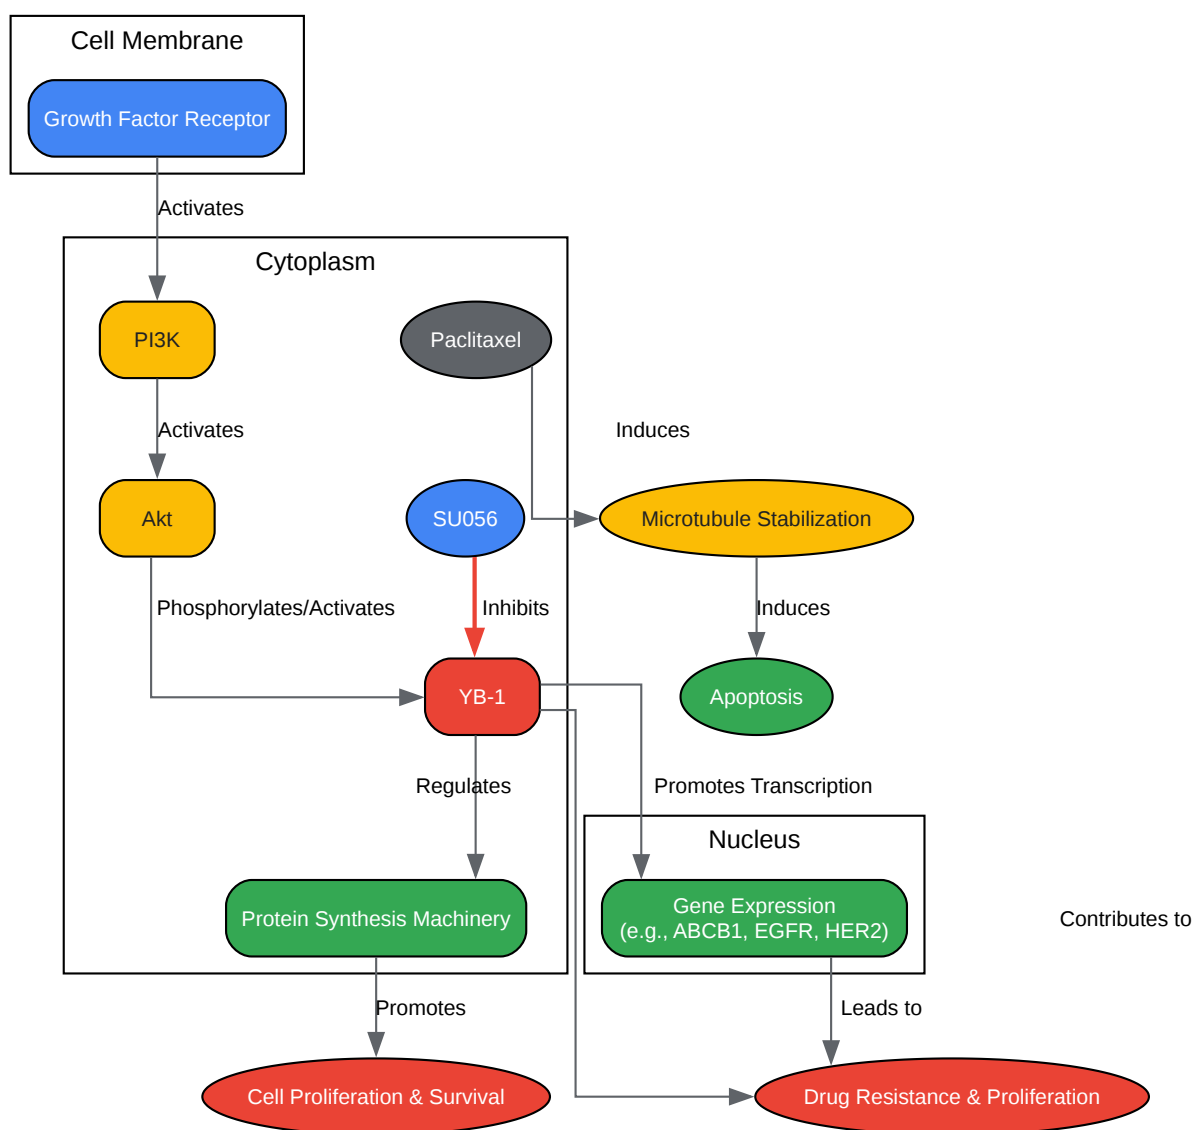 Cell Membrane
Growth Factor Receptor
Activates
Cytoplasm
PI3K
Paclitaxel
Activates
Induces
Akt
SU056
Microtubule Stabilization
Phosphorylates/Activates
Inhibits
Induces
YB-1
Apoptosis
Regulates
Promotes Transcription
Nucleus
Protein Synthesis Machinery
Gene Expression
(e.g., ABCB1, EGFR, HER2)
Contributes to
Promotes
Leads to
Cell Proliferation & Survival
Drug Resistance & Proliferation